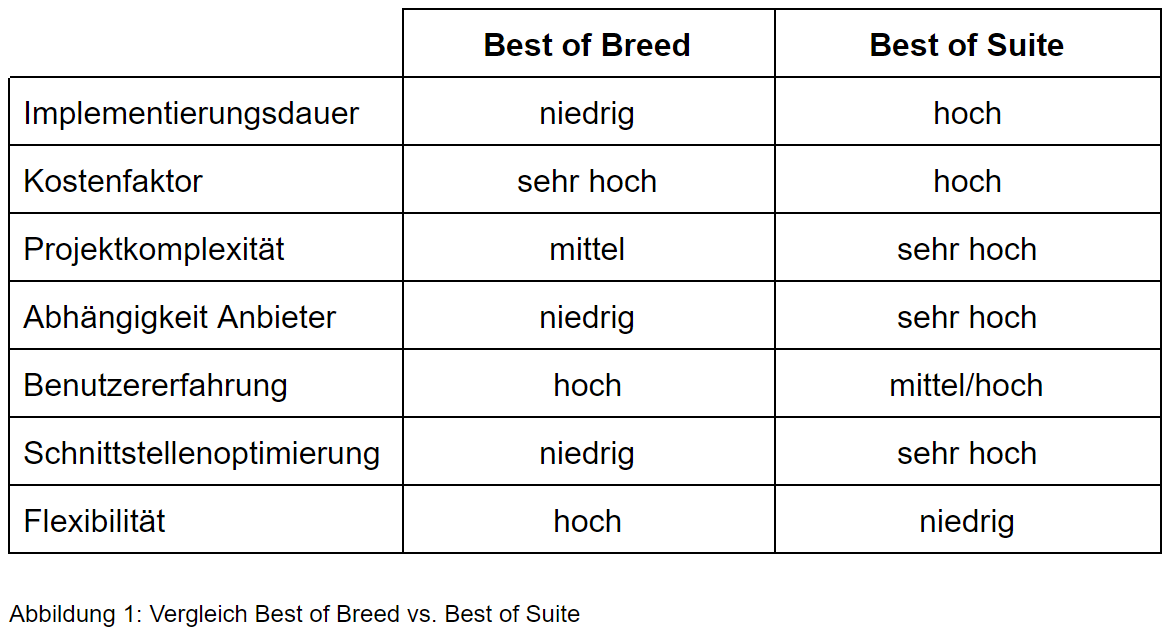 Best of Breed Best of Suite
Implementierungsdauer niedrig hoch
Kostenfaktor sehr hoch hoch
Projektkomplexität mittel sehr hoch
Abhängigkeit Anbieter niedrig sehr hoch
Benutzererfahrung hoch mittel/hoch
Schnittstellenoptimierung niedrig sehr hoch
Flexibilität hoch niedrig
Abbildung 1: Vergleich Best of Breed vs. Best of Suite